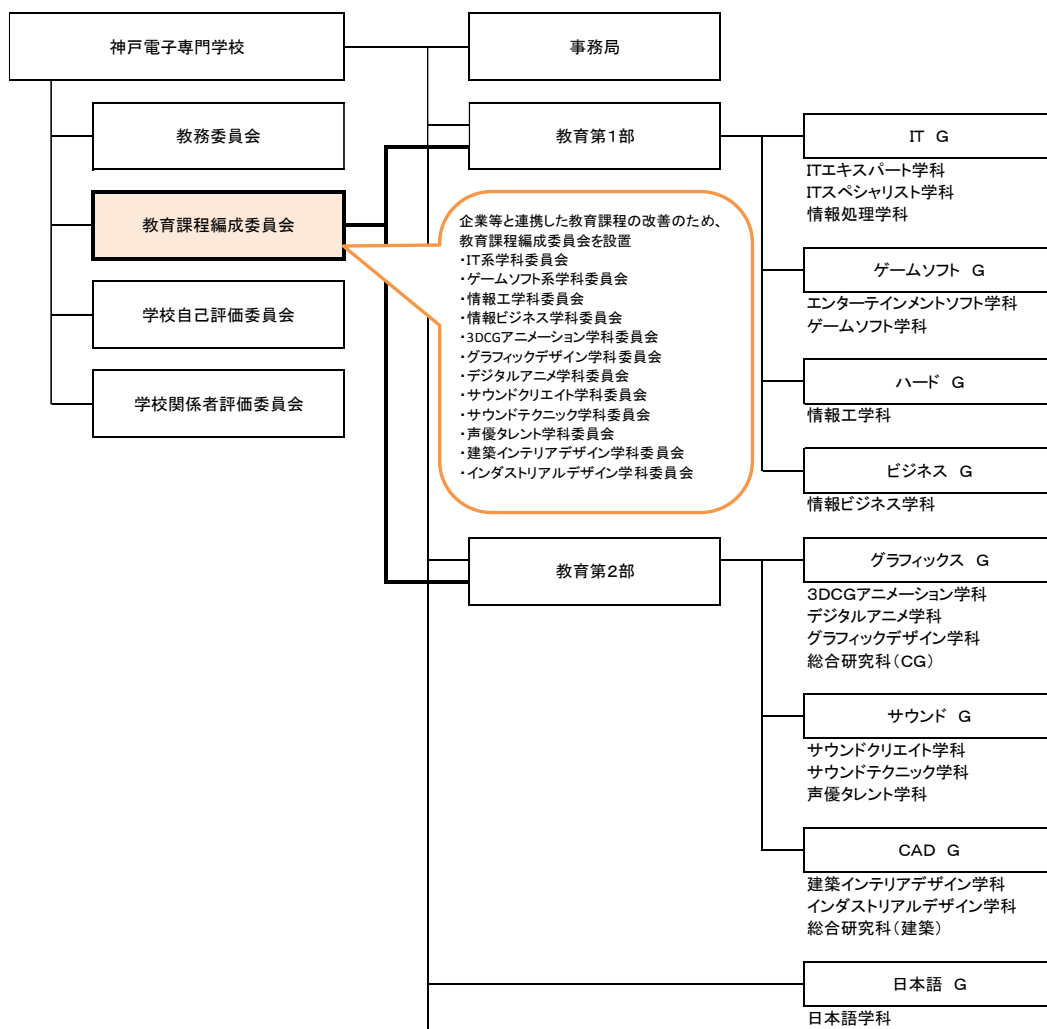 神戸電子専門学校
事務局
教務委員会
教育課程編成委員会
学校自己評価委員会
学校関係者評価委員会
教育第1部
企業等と連携した教育課程の改善のため、
教育課程編成委員会を設置
・IT系学科委員会
・ゲームソフト系学科委員会
・情報工学科委員会
・情報ビジネス学科委員会
・3DCGアニメーション学科委員会
・グラフィックデザイン学科委員会
・デジタルアニメ学科委員会
・サウンドクリエイト学科委員会
・サウンドテクニック学科委員会
・声優タレント学科委員会
・建築インテリアデザイン学科委員会
・インダストリアルデザイン学科委員会
IT G
ITエキスパート学科
ITスペシャリスト学科
情報処理学科
ゲームソフト G
エンターテインメントソフト学科
ゲームソフト学科
ハード G
情報工学科
ビジネス G
情報ビジネス学科
教育第2部
グラフィックス G
3DCGアニメーション学科
デジタルアニメ学科
グラフィックデザイン学科
総合研究科(CG)
サウンド G
サウンドクリエイト学科
サウンドテクニック学科
声優タレント学科
CAD G
建築インテリアデザイン学科
インダストリアルデザイン学科
総合研究科(建築)
日本語 G
日本語学科